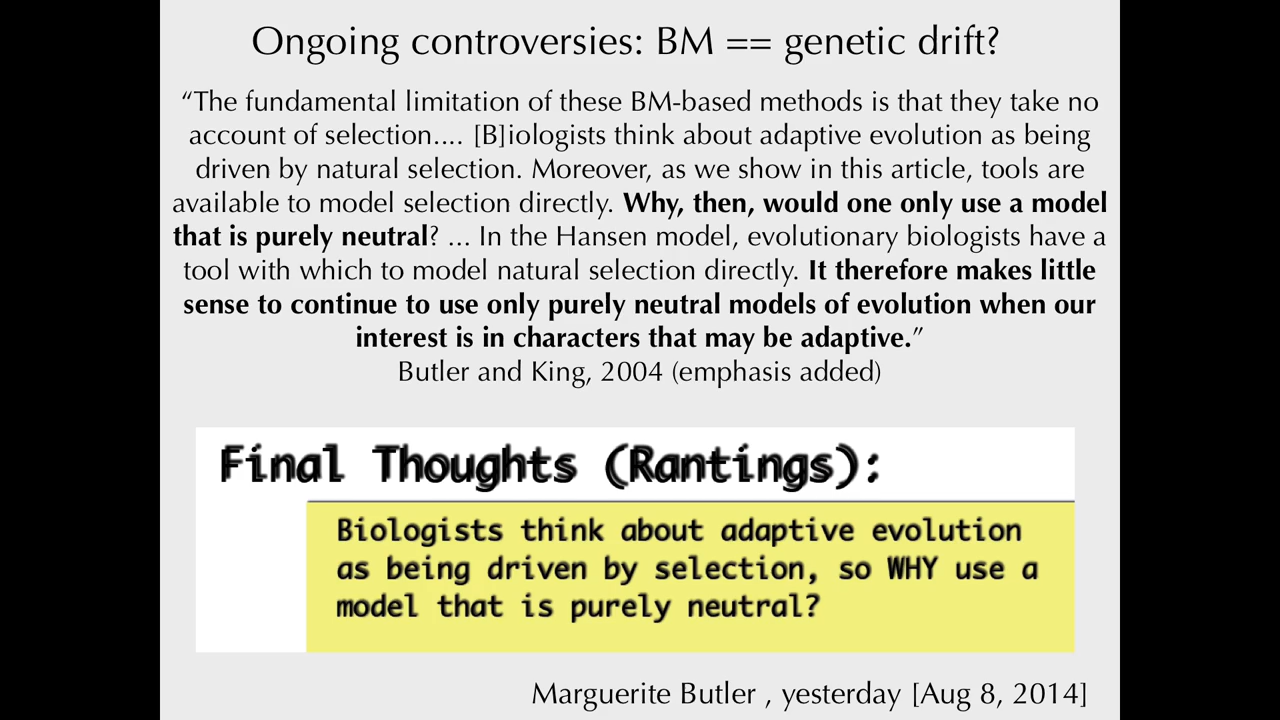 Ongoing controversies: BM == genetic drift?
“The fundamental limitation of these BM-based methods is that they take no
account of selection.... [B]iologists think about adaptive evolution as being
driven by natural selection. Moreover, as we show in this article, tools are
available to model selection directly. Why, then, would one only use a model
that is purely neutral? ... In the Hansen model, evolutionary biologists have a
tool with which to model natural selection directly. It therefore makes little
sense to continue to use only purely neutral models of evolution when our
interest is in characters that may be adaptive.”
Butler and King, 2004 (emphasis added)
Final Thoughts (Rantings):
Biologists think about adaptive evolution
as being driven by selection, so WHY use a
model that is purely neutral?
Marguerite Butler , yesterday [Aug 8, 2014]